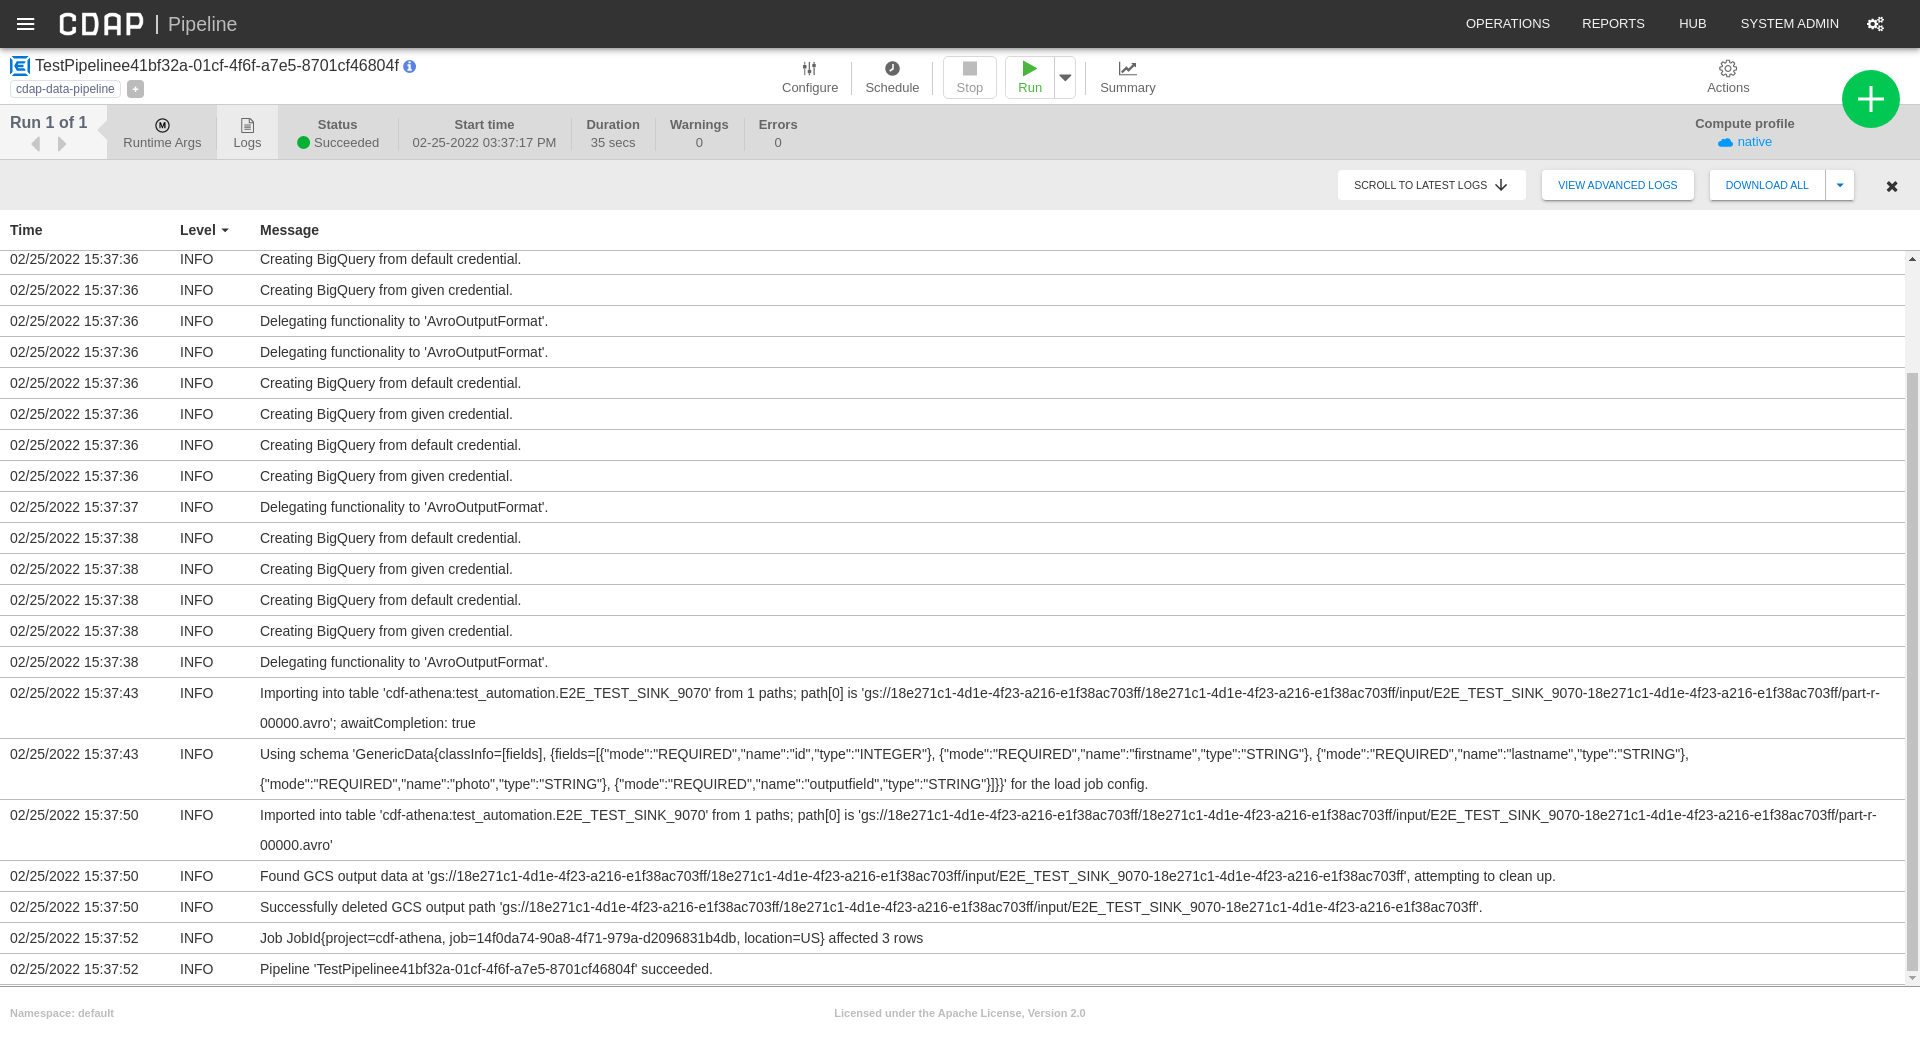 CDAP | Pipeline
OPERATIONS REPORTS HUB SYSTEM ADMIN
TestPipelinee41bf32a-01cf-4f6f-a7e5-8701cf46804f
cdap-data-pipeline +
Configure Schedule Stop Run Summary Actions
Run 1 of 1
Runtime Args
Logs
Status
Succeeded
Start time
02-25-2022 03:37:17 PM
Duration
35 secs
Warnings
0
Errors
0
Compute profile
native
SCROLL TO LATEST LOGS VIEW ADVANCED LOGS DOWNLOAD ALL
Time Level Message
02/25/2022 15:37:36 INFO Creating BigQuery from default credential.
02/25/2022 15:37:36 INFO Creating BigQuery from given credential.
02/25/2022 15:37:36 INFO Delegating functionality to 'AvroOutputFormat'.
02/25/2022 15:37:36 INFO Delegating functionality to 'AvroOutputFormat'.
02/25/2022 15:37:36 INFO Creating BigQuery from default credential.
02/25/2022 15:37:36 INFO Creating BigQuery from given credential.
02/25/2022 15:37:36 INFO Creating BigQuery from default credential.
02/25/2022 15:37:36 INFO Creating BigQuery from given credential.
02/25/2022 15:37:37 INFO Delegating functionality to 'AvroOutputFormat'.
02/25/2022 15:37:38 INFO Creating BigQuery from default credential.
02/25/2022 15:37:38 INFO Creating BigQuery from given credential.
02/25/2022 15:37:38 INFO Creating BigQuery from default credential.
02/25/2022 15:37:38 INFO Creating BigQuery from given credential.
02/25/2022 15:37:38 INFO Delegating functionality to 'AvroOutputFormat'.
02/25/2022 15:37:43 INFO Importing into table 'cdf-athena:test_automation.E2E_TEST_SINK_9070' from 1 paths; path[0] is 'gs://18e271c1-4d1e-4f23-a216-e1f38ac703ff/18e271c1-4d1e-4f23-a216-e1f38ac703ff/input/E2E_TEST_SINK_9070-18e271c1-4d1e-4f23-a216-e1f38ac703ff/part-r-
00000.avro'; awaitCompletion: true
02/25/2022 15:37:43 INFO Using schema 'GenericData{classInfo=[fields], {fields=[{"mode":"REQUIRED","name":"id","type":"INTEGER"}, {"mode":"REQUIRED","name":"firstname","type":"STRING"}, {"mode":"REQUIRED","name":"lastname","type":"STRING"},
{"mode":"REQUIRED","name":"photo","type":"STRING"}, {"mode":"REQUIRED","name":"outputfield","type":"STRING"}]}}' for the load job config.
02/25/2022 15:37:50 INFO Imported into table 'cdf-athena:test_automation.E2E_TEST_SINK_9070' from 1 paths; path[0] is 'gs://18e271c1-4d1e-4f23-a216-e1f38ac703ff/18e271c1-4d1e-4f23-a216-e1f38ac703ff/input/E2E_TEST_SINK_9070-18e271c1-4d1e-4f23-a216-e1f38ac703ff/part-r-
00000.avro'
02/25/2022 15:37:50 INFO Found GCS output data at 'gs://18e271c1-4d1e-4f23-a216-e1f38ac703ff/18e271c1-4d1e-4f23-a216-e1f38ac703ff/input/E2E_TEST_SINK_9070-18e271c1-4d1e-4f23-a216-e1f38ac703ff', attempting to clean up.
02/25/2022 15:37:50 INFO Successfully deleted GCS output path 'gs://18e271c1-4d1e-4f23-a216-e1f38ac703ff/18e271c1-4d1e-4f23-a216-e1f38ac703ff/input/E2E_TEST_SINK_9070-18e271c1-4d1e-4f23-a216-e1f38ac703ff'.
02/25/2022 15:37:52 INFO Job JobId{project=cdf-athena, job=14f0da74-90a8-4f71-979a-d2096831b4db, location=US} affected 3 rows
02/25/2022 15:37:52 INFO Pipeline 'TestPipelinee41bf32a-01cf-4f6f-a7e5-8701cf46804f' succeeded.
Namespace: default Licensed under the Apache License, Version 2.0